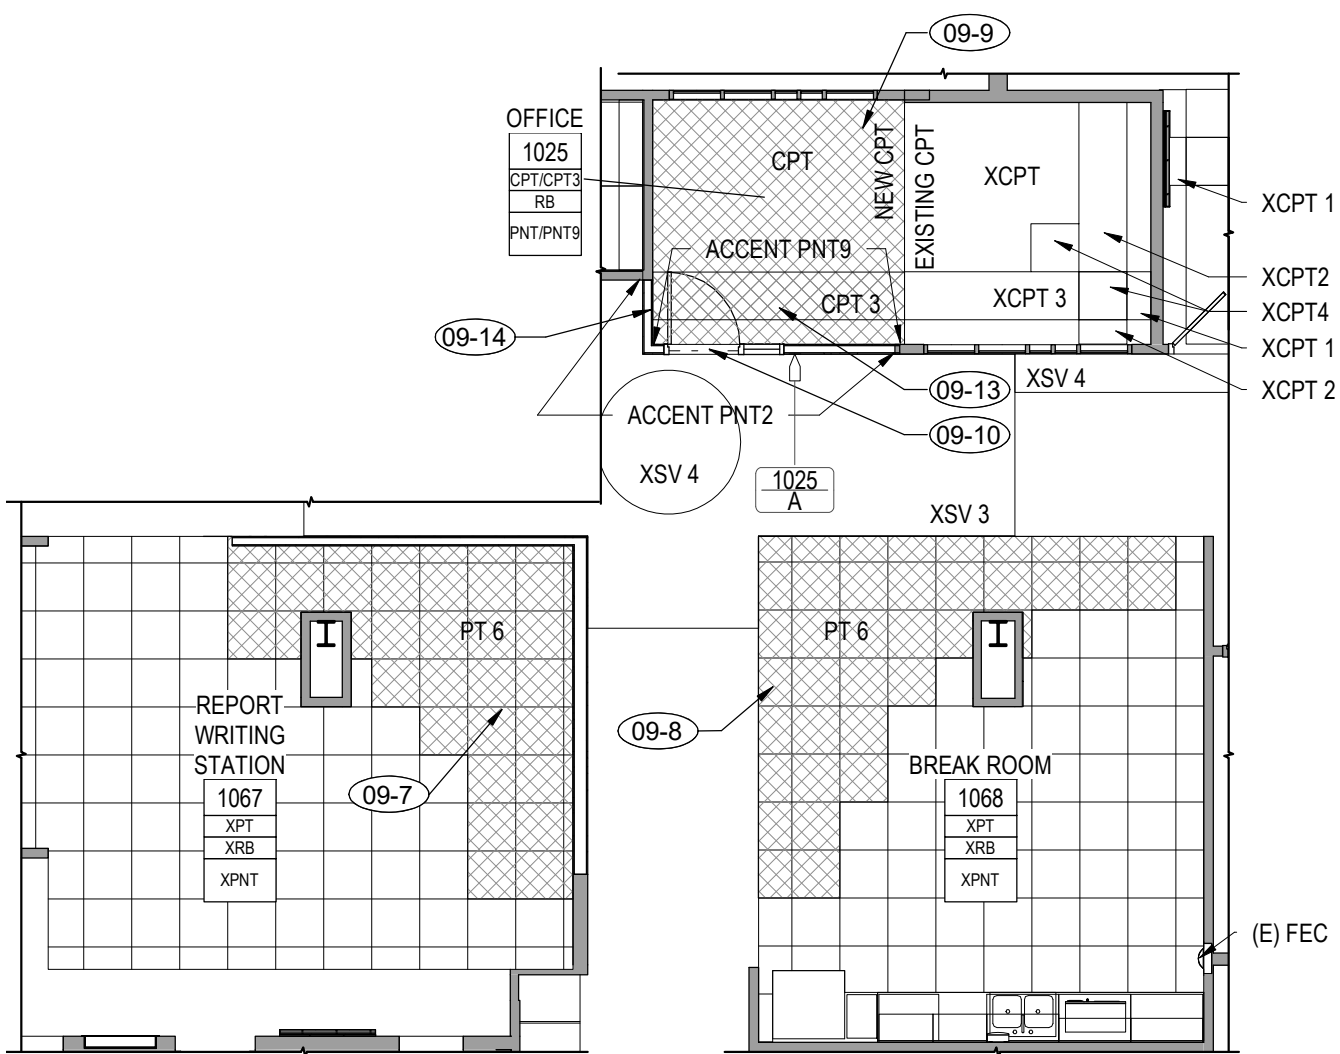 09-9
OFFICE
1025
CPT/CPT3
RB
PNT/PNT9
CPT
NEW CPT
EXISTING CPT
XCPT
XCPT 1
ACCENT PNT9
XCPT2
CPT 3
XCPT 3
XCPT4
09-14
XCPT 1
09-13
XSV 4
XCPT 2
ACCENT PNT2
09-10
XSV 4
1025
A
XSV 3
PT 6
PT 6
REPORT
WRITING
STATION
1067
XPT
XRB
XPNT
09-7
09-8
BREAK ROOM
1068
XPT
XRB
XPNT
(E) FEC